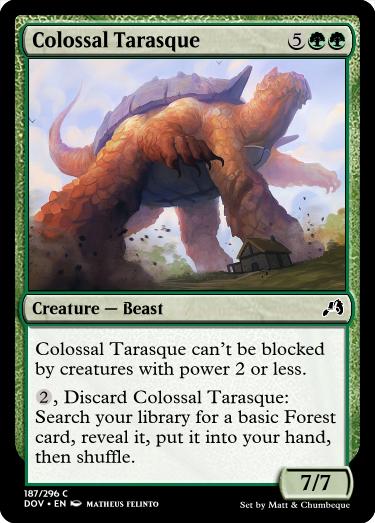 Colossal Tarasque 5
Creature — Beast
Colossal Tarasque can't be blocked
by creatures with power 2 or less.
2, Discard Colossal Tarasque:
Search your library for a basic Forest
card, reveal it, put it into your hand,
then shuffle.
7/7
187/296 C
DOV • EN MATHEUS FELINTO
Set by Matt & Chumbeque